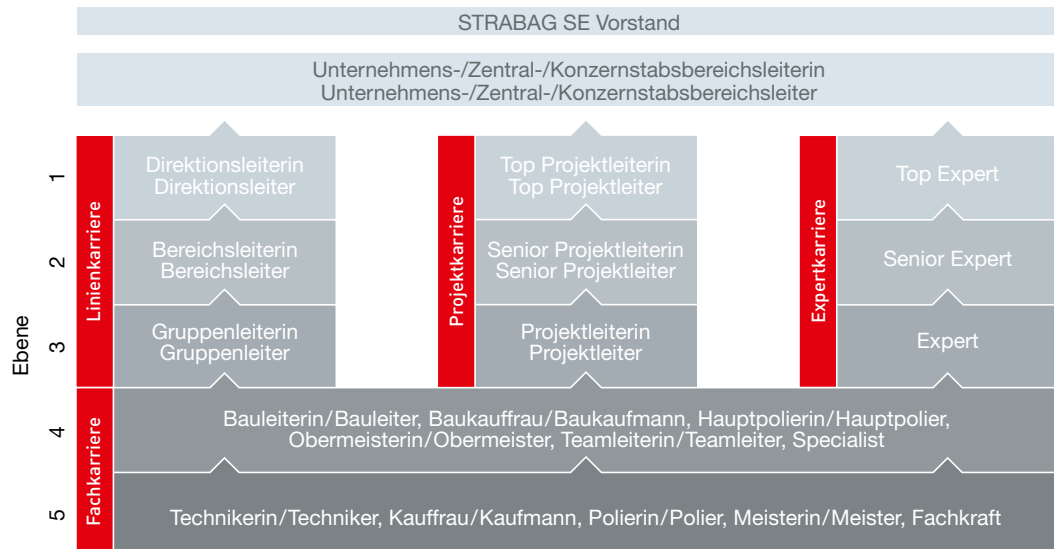 STRABAG SE Vorstand
Unternehmens-/Zentral-/Konzernstabsbereichsleiterin
Unternehmens-/Zentral-/Konzernstabsbereichsleiter
Ebene
1
Linienkarriere
Direktionsleiterin
Direktionsleiter
Projektkarriere
Top Projektleiterin
Top Projektleiter
Expertkarriere
Top Expert
2
Bereichsleiterin
Bereichsleiter
Senior Projektleiterin
Senior Projektleiter
Senior Expert
3
Gruppenleiterin
Gruppenleiter
Projektleiterin
Projektleiter
Expert
Fachkarriere
4
Bauleiterin/Bauleiter, Baukauffrau/Baukaufmann, Hauptpolierin/Hauptpolier,
Obermeisterin/Obermeister, Teamleiterin/Teamleiter, Specialist
5
Technikerin/Techniker, Kauffrau/Kaufmann, Polierin/Polier, Meisterin/Meister, Fachkraft